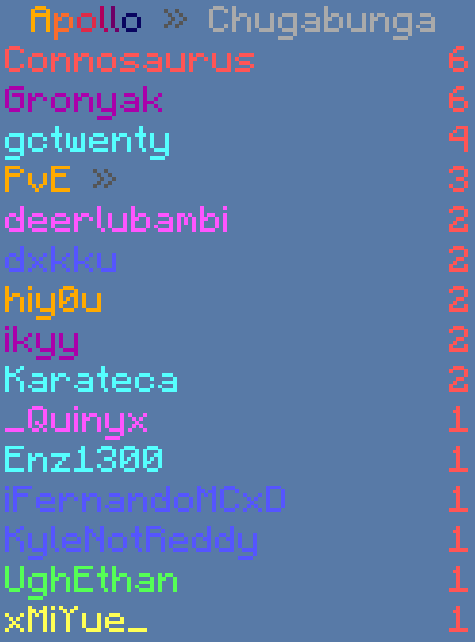 Apollo » Chugabunga
Connosaurus 6
Gronyak 6
gctwenty 4
PvE » 3
deerlubambi 2
dxkku 2
hiy0u 2
ikyy 2
Karateca 2
_Quinyx 1
Enz1300 1
iFernandoMCxD 1
KyleNotReddy 1
UghEthan 1
xMiYue_ 1